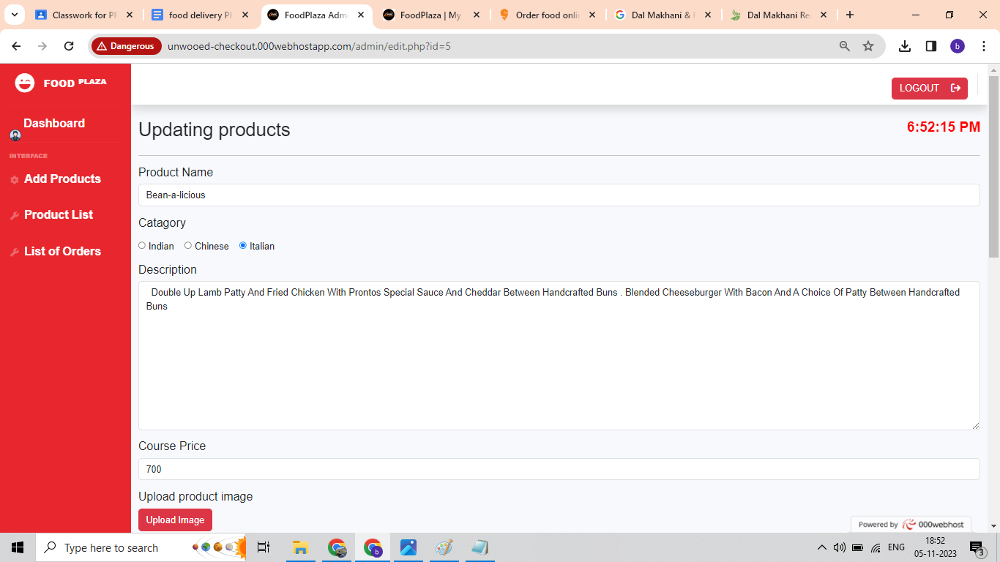 Classwork for PF
food delivery PH
FoodPlaza Adm
FoodPlaza | My
Order food onli
Dal Makhani &
Dal Makhani Re
Dangerous
unwooed-checkout.000webhostapp.com/admin/edit.php?id=5
b
FOOD PLAZA
LOGOUT
Dashboard
INTERFACE
Add Products
Product List
List of Orders
Updating products
6:52:15 PM
Product Name
Bean-a-licious
Catagory
Indian Chinese Italian
Description
Double Up Lamb Patty And Fried Chicken With Prontos Special Sauce And Cheddar Between Handcrafted Buns . Blended Cheeseburger With Bacon And A Choice Of Patty Between Handcrafted
Buns
Course Price
700
Upload product image
Upload Image
Powered by 000webhost
Type here to search
ENG
18:52
05-11-2023
3